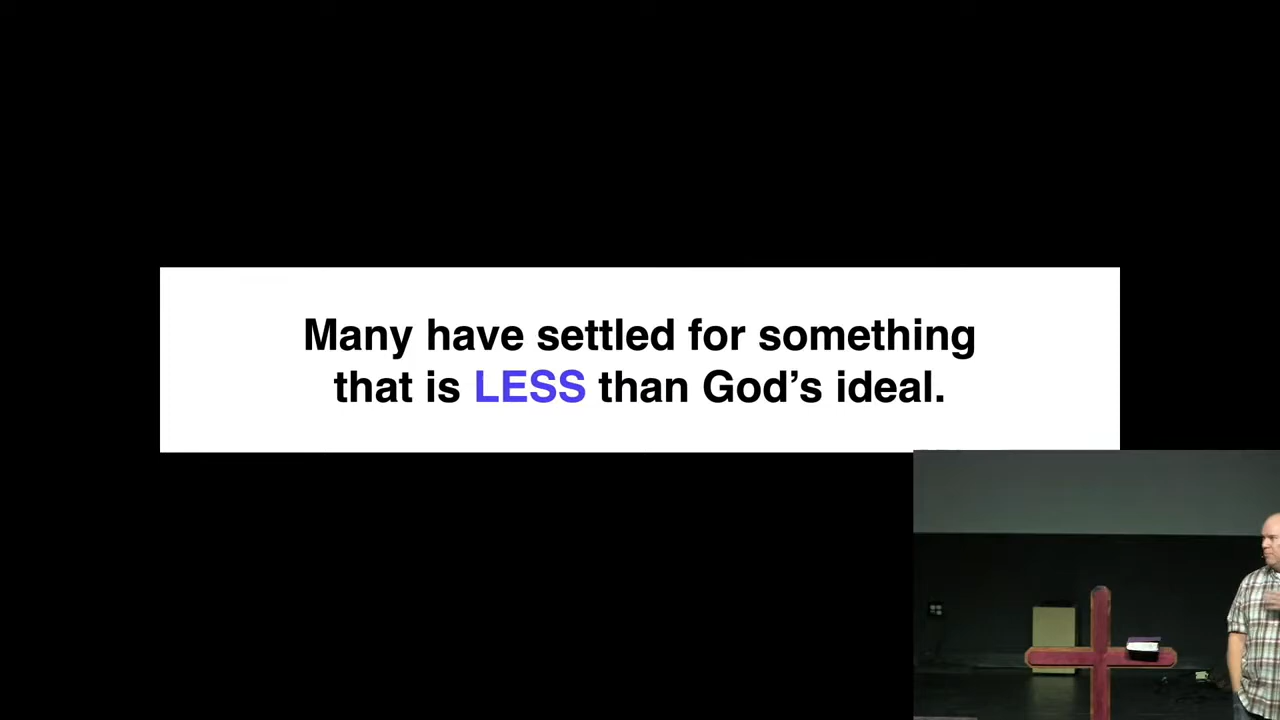 Many have settled for something
that is LESS than God’s ideal.